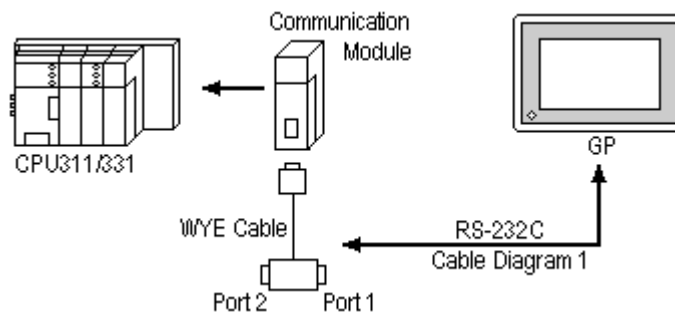 Communication
Module
CPU311/331
GP
WYE Cable
RS-232C
Cable Diagram 1
Port 2
Port 1